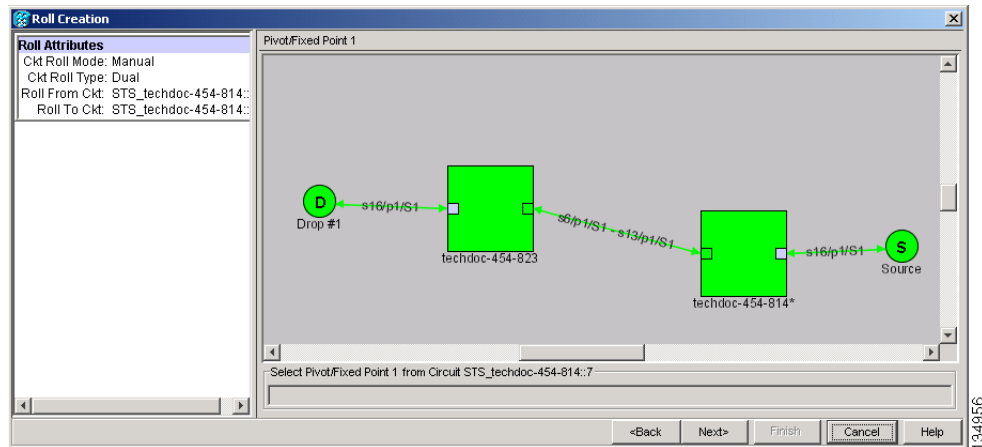 Roll Creation
Roll Attributes
Ckt Roll Mode: Manual
Ckt Roll Type: Dual
Roll From Ckt: STS_techdoc-454-814::
Roll To Ckt: STS_techdoc-454-814::
Pivot/Fixed Point 1
D
Drop #1
s16/p1/S1
techdoc-454-823
s6/p1/S1 - s13/p1/S1
techdoc-454-814*
s16/p1/S1
S
Source
Select Pivot/Fixed Point 1 from Circuit STS_techdoc-454-814::7
<Back
Next>
Finish
Cancel
Help
134956